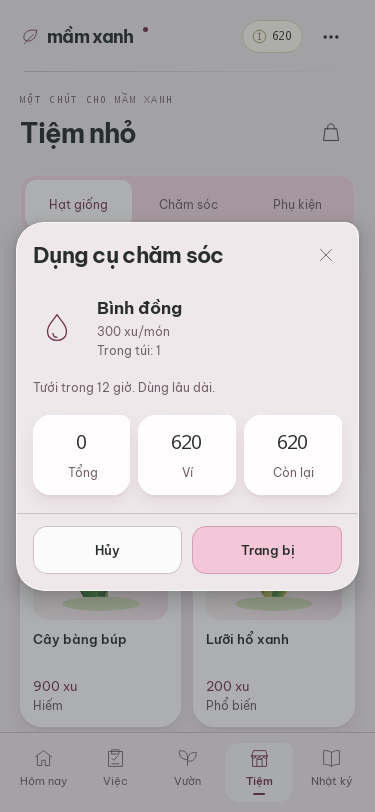 mầm xanh
620
MỘT CHÚT CHO MẦM XANH
Tiệm nhỏ
Hạt giống
Chăm sóc
Phụ kiện
Dụng cụ chăm sóc
Bình đồng
300 xu/món
Trong túi: 1
Tưới trong 12 giờ. Dùng lâu dài.
0
620
620
Tổng
Ví
Còn lại
Hủy
Trang bị
Cây bàng búp
Lưỡi hổ xanh
900 xu
200 xu
Hiếm
Phổ biến
Hôm nay
Việc
Vườn
Tiệm
Nhật ký